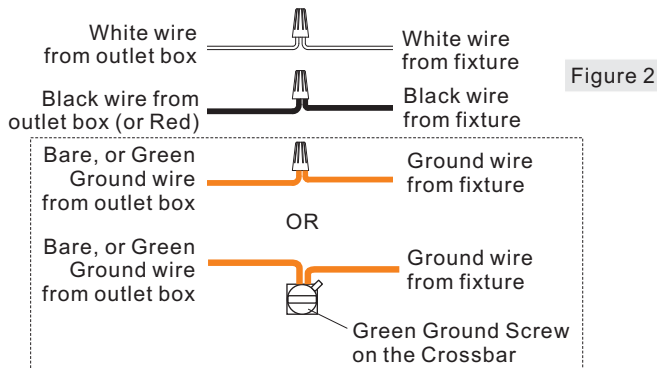 White wire
from outlet box
White wire
from fixture
Figure 2
Black wire from
outlet box (or Red)
Black wire
from fixture
Bare, or Green
Ground wire
from outlet box
Ground wire
from fixture
OR
Bare, or Green
Ground wire
from outlet box
Ground wire
from fixture
Green Ground Screw
on the Crossbar